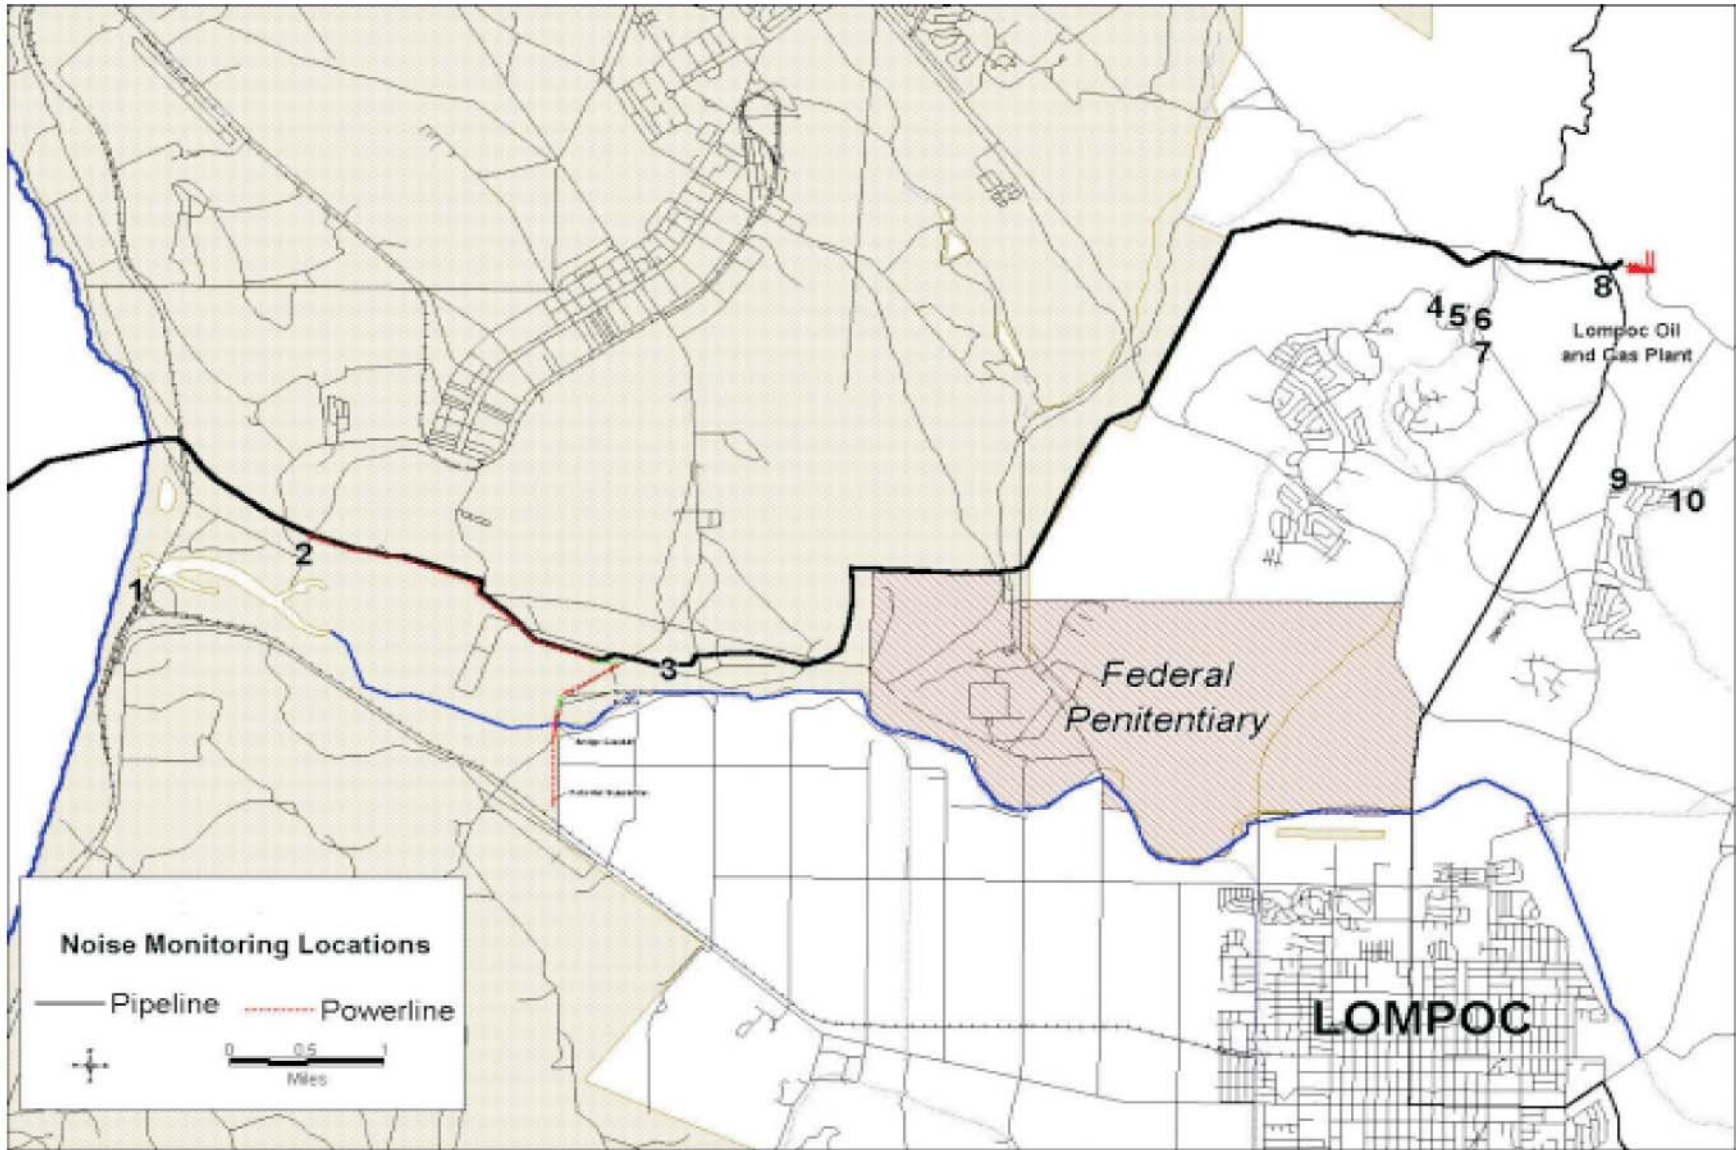 8
4
5
6
Lompoc Oil
and Gas Plant
7
9
10
2
1
3
Federal
Penitentiary
Noise Monitoring Locations
Pipeline
Powerline
0 0.5 1
Miles
LOMPOC